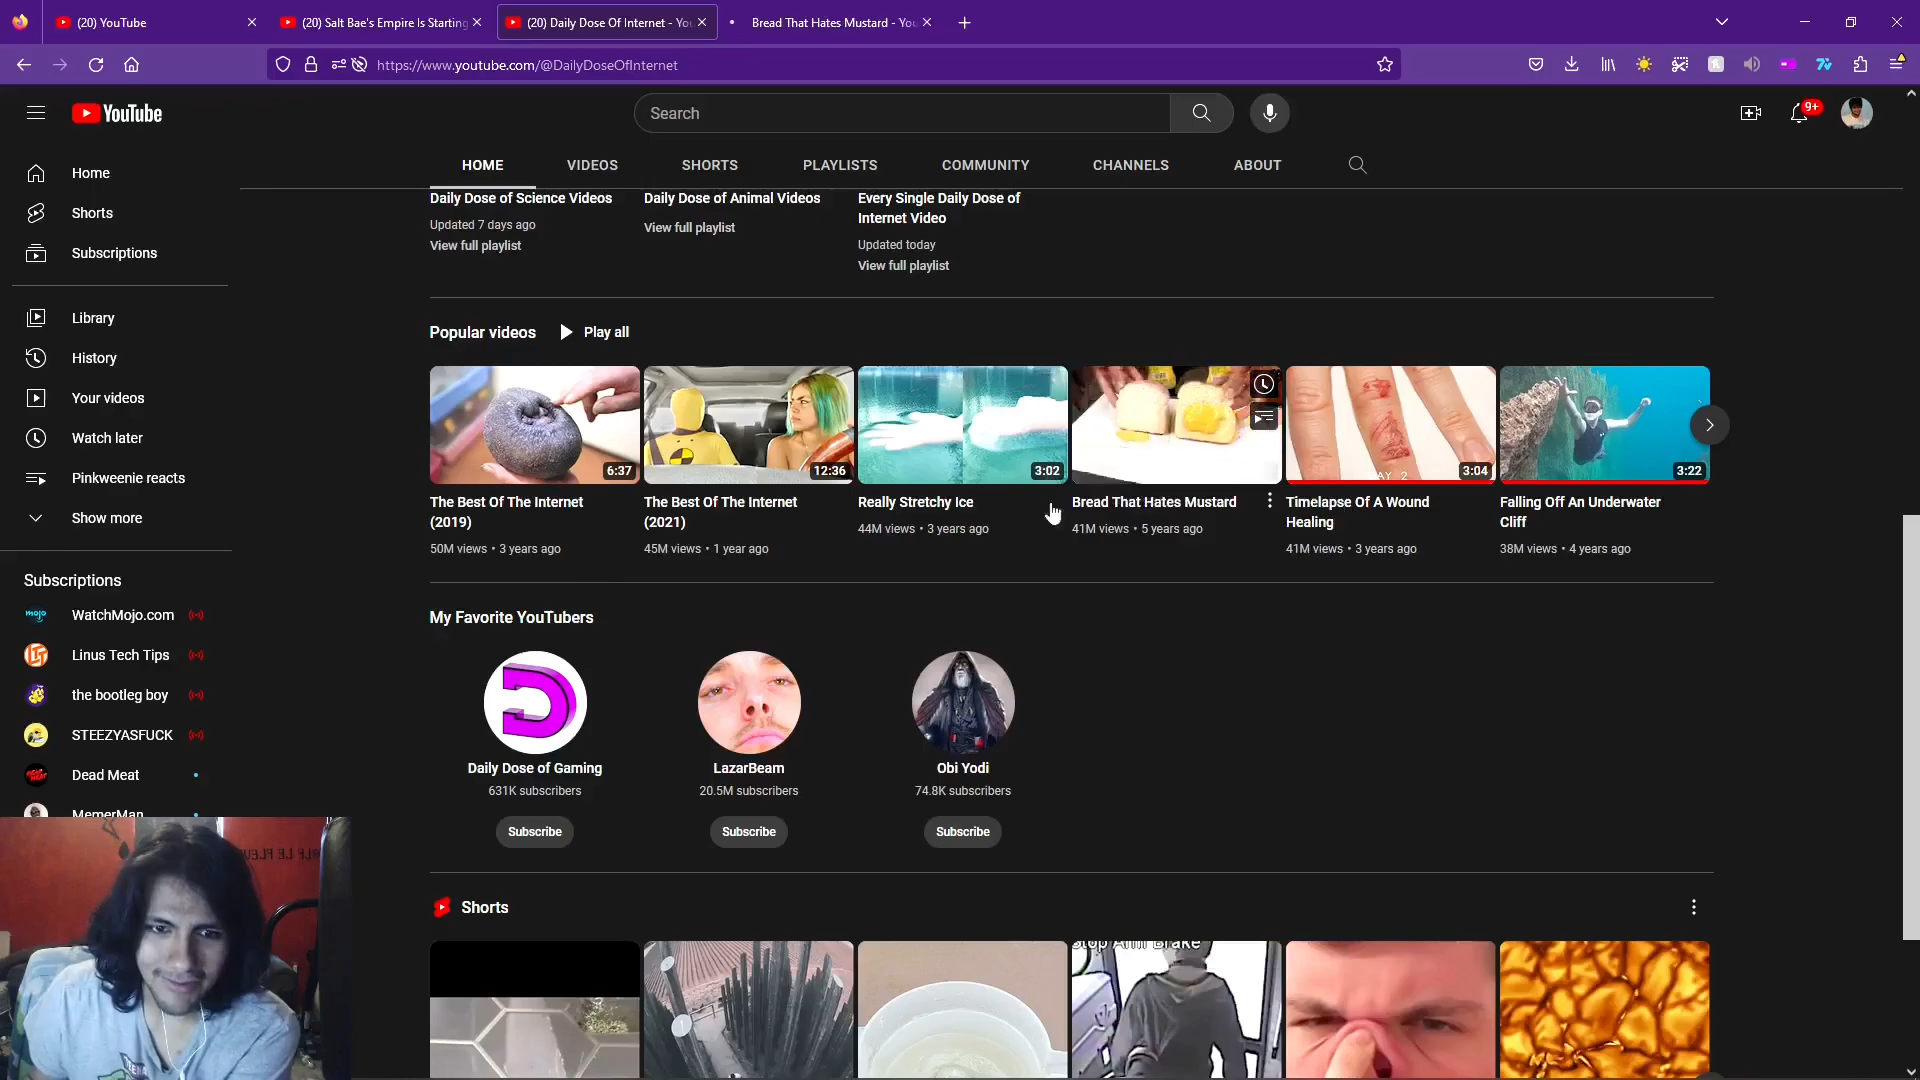 (20) YouTube
(20) Salt Bae's Empire Is Starting
(20) Daily Dose Of Internet - You
Bread That Hates Mustard - You
https://www.youtube.com/@DailyDoseOfInternet
YouTube
Search
9+
HOME
VIDEOS
SHORTS
PLAYLISTS
COMMUNITY
CHANNELS
ABOUT
Home
Shorts
Subscriptions
Library
History
Your videos
Watch later
Pinkweenie reacts
Show more
Subscriptions
WatchMojo.com
Linus Tech Tips
the bootleg boy
STEEZYASFUCK
Dead Meat
MemerMan
Daily Dose of Science Videos
Updated 7 days ago
View full playlist
Daily Dose of Animal Videos
View full playlist
Every Single Daily Dose of
Internet Video
Updated today
View full playlist
Popular videos
Play all
6:37
The Best Of The Internet
(2019)
50M views • 3 years ago
12:36
The Best Of The Internet
(2021)
45M views • 1 year ago
3:02
Really Stretchy Ice
44M views • 3 years ago
Bread That Hates Mustard
41M views • 5 years ago
AY 2
3:04
Timelapse Of A Wound
Healing
41M views • 3 years ago
3:22
Falling Off An Underwater
Cliff
38M views • 4 years ago
My Favorite YouTubers
Daily Dose of Gaming
631K subscribers
Subscribe
LazarBeam
20.5M subscribers
Subscribe
Obi Yodi
74.8K subscribers
Subscribe
Shorts
Stop Arm Brake